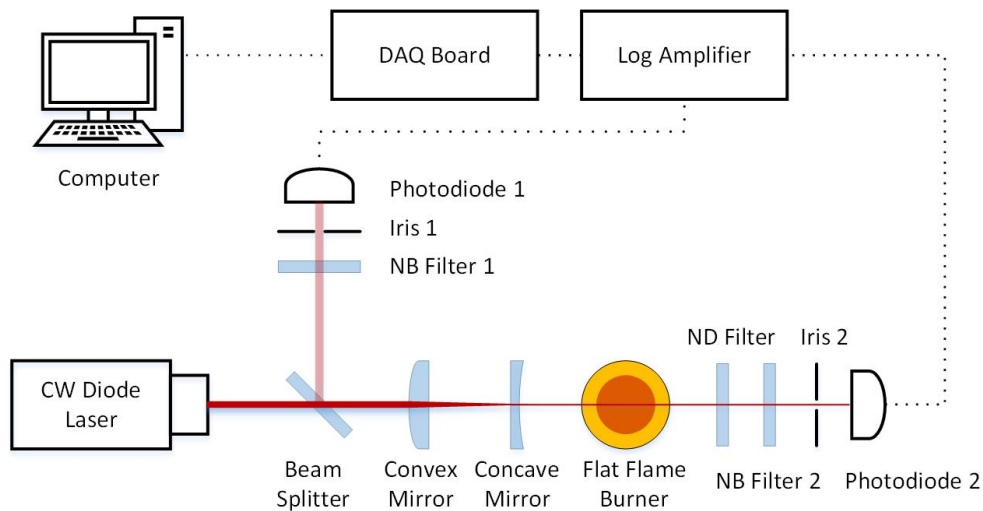 DAQ Board
Log Amplifier
Computer
Photodiode 1
Iris 1
NB Filter 1
CW Diode
Laser
Beam
Splitter
Convex
Mirror
Concave
Mirror
Flat Flame
Burner
ND Filter
Iris 2
NB Filter 2
Photodiode 2